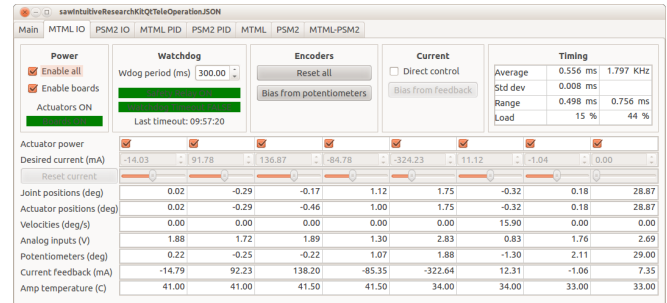 sawIntuitiveResearchKitQtTeleOperationJSON
Main MTML IO PSM2 IO MTML PID PSM2 PID MTML PSM2 MTML-PSM2
Power Watchdog Encoders Current Timing
Enable all Wdog period (ms) 300.00 Reset all Direct control Average 0.556 ms 1.797 KHz
Enable boards Bias from potentiometers Bias from feedback Std dev 0.008 ms
Actuators ON Range 0.498 ms 0.756 ms
Last timeout: 09:57:20 Load 15 % 44 %
Actuator power
Desired current (mA) -14.03 91.78 136.87 -84.78 -324.23 11.12 -1.04 0.00
Reset current
Joint positions (deg) 0.02 -0.29 -0.17 1.12 1.75 -0.32 0.18 28.87
Actuator positions (deg) 0.02 -0.29 -0.46 1.00 1.75 -0.32 0.18 28.87
Velocities (deg/s) 0.00 0.00 0.00 0.00 0.00 15.90 0.00 0.00
Analog inputs (V) 1.88 1.72 1.89 1.30 2.83 0.83 1.76 2.69
Potentiometers (deg) 0.22 -0.25 -0.22 1.07 1.88 -1.30 2.11 29.00
Current feedback (mA) -14.79 92.23 138.20 -85.35 -322.64 12.31 -1.06 7.35
Amp temperature (C) 41.00 41.00 41.50 41.50 34.00 34.00 33.00 33.00